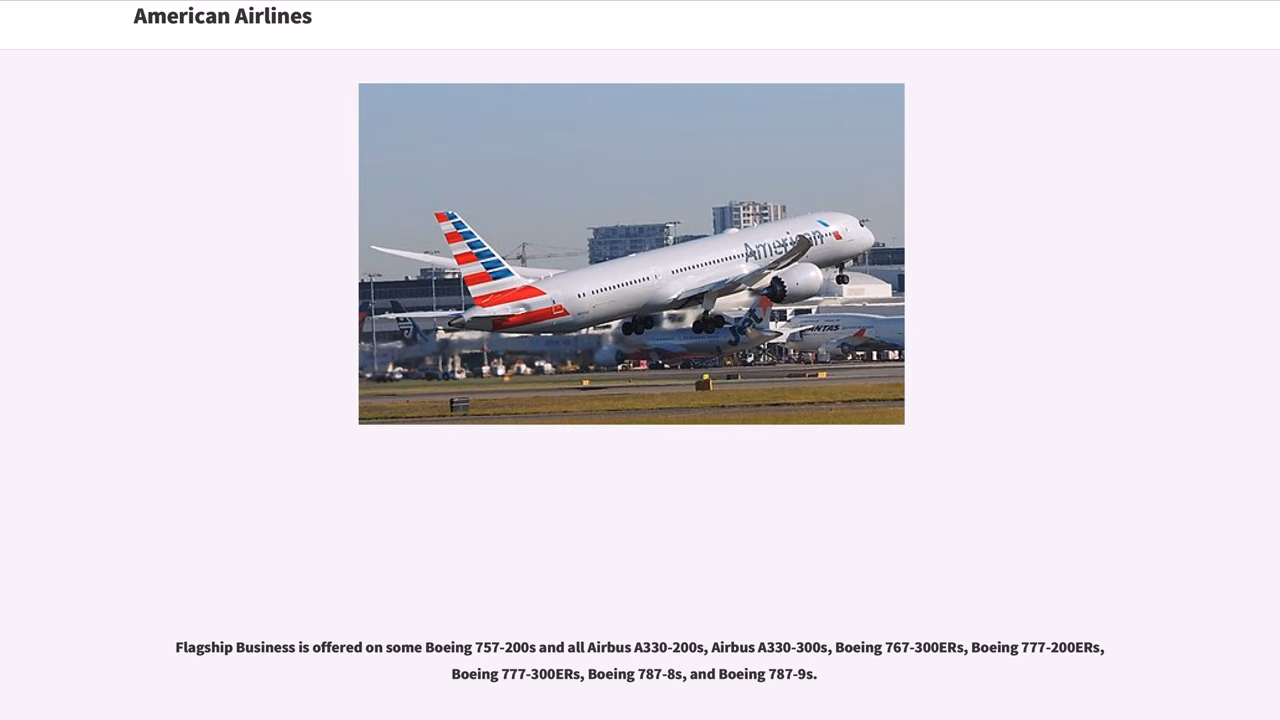 American Airlines
American
QANTAS
Flagship Business is offered on some Boeing 757-200s and all Airbus A330-200s, Airbus A330-300s, Boeing 767-300ERs, Boeing 777-200ERs,
Boeing 777-300ERs, Boeing 787-8s, and Boeing 787-9s.